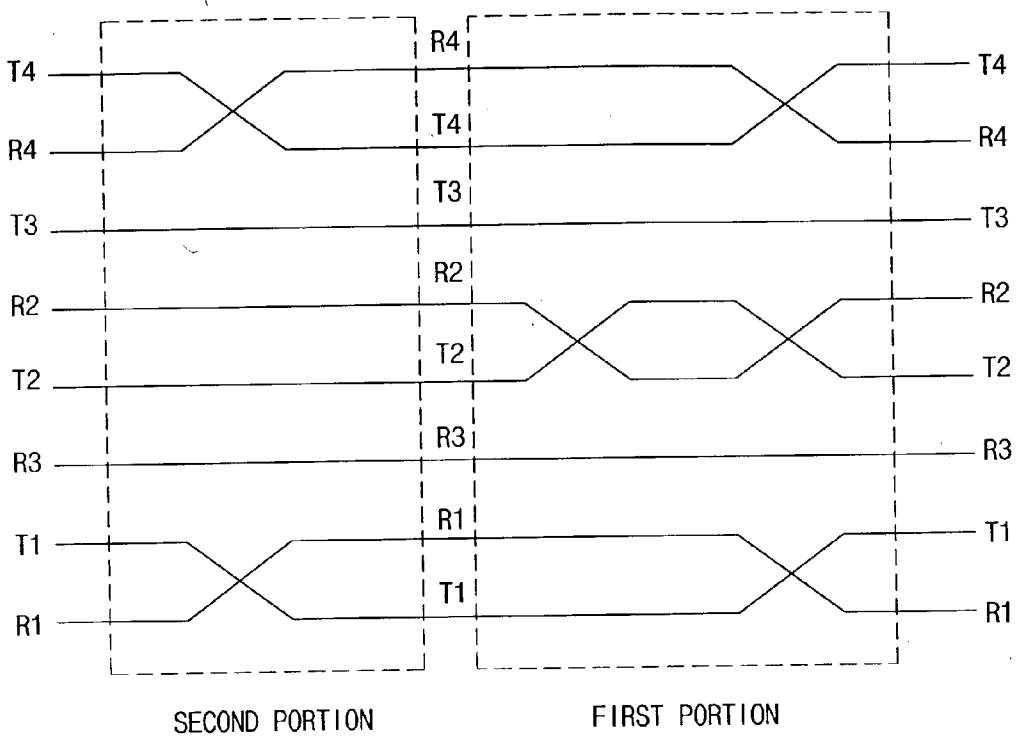 R4
T4 T4
T4
R4 R4
T3
T3 T3
R2
R2 R2
T2
T2 T2
R3
R3 R3
R1
T1 T1
T1
R1 R1
SECOND PORTION FIRST PORTION